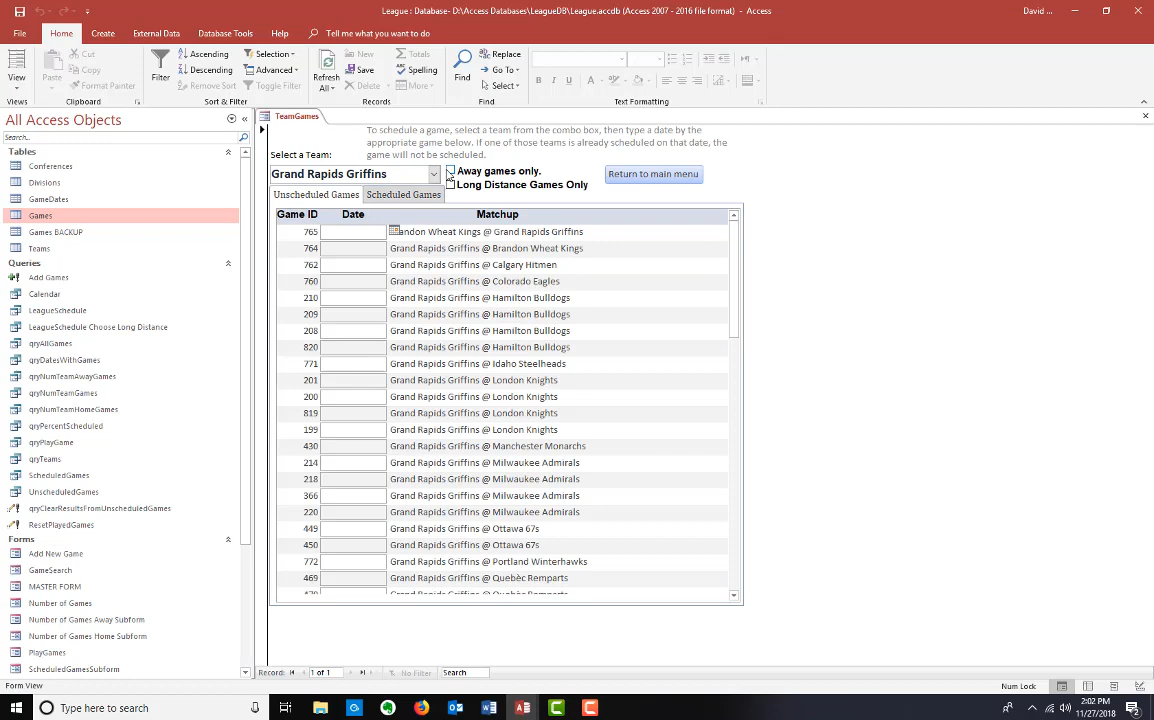 League : Database- D:\Access Databases\LeagueDB\League.accdb (Access 2007 - 2016 file format) - Access
David ...
File
Home
Create
External Data
Database Tools
Help
Tell me what you want to do
View
Views
Paste
Cut
Copy
Format Painter
Clipboard
Filter
Ascending
Descending
Remove Sort
Selection
Advanced
Toggle Filter
Sort & Filter
Refresh
All
New
Save
Delete
Totals
Spelling
More
Records
Find
Replace
Go To
Select
Find
B I U
Text Formatting
All Access Objects
Search...
Tables
Conferences
Divisions
GameDates
Games
Games BACKUP
Teams
Queries
Add Games
Calendar
LeagueSchedule
LeagueSchedule Choose Long Distance
qryAllGames
qryDatesWithGames
qryNumTeamAwayGames
qryNumTeamGames
qryNumTeamHomeGames
qryPercentScheduled
qryPlayGame
qryTeams
ScheduledGames
UnscheduledGames
qryClearResultsFromUnscheduledGames
ResetPlayedGames
Forms
Add New Game
GameSearch
MASTER FORM
Number of Games
Number of Games Away Subform
Number of Games Home Subform
PlayGames
ScheduledGamesSubform
TeamGames
To schedule a game, select a team from the combo box, then type a date by the
appropriate game below. If one of those teams is already scheduled on that date, the
game will not be scheduled.
Select a Team:
Grand Rapids Griffins
Away games only.
Long Distance Games Only
Return to main menu
Unscheduled Games
Scheduled Games
Game ID Date Matchup
765 andon Wheat Kings @ Grand Rapids Griffins
764 Grand Rapids Griffins @ Brandon Wheat Kings
762 Grand Rapids Griffins @ Calgary Hitmen
760 Grand Rapids Griffins @ Colorado Eagles
210 Grand Rapids Griffins @ Hamilton Bulldogs
209 Grand Rapids Griffins @ Hamilton Bulldogs
208 Grand Rapids Griffins @ Hamilton Bulldogs
820 Grand Rapids Griffins @ Hamilton Bulldogs
771 Grand Rapids Griffins @ Idaho Steelheads
201 Grand Rapids Griffins @ London Knights
200 Grand Rapids Griffins @ London Knights
819 Grand Rapids Griffins @ London Knights
199 Grand Rapids Griffins @ London Knights
430 Grand Rapids Griffins @ Manchester Monarchs
214 Grand Rapids Griffins @ Milwaukee Admirals
218 Grand Rapids Griffins @ Milwaukee Admirals
366 Grand Rapids Griffins @ Milwaukee Admirals
220 Grand Rapids Griffins @ Milwaukee Admirals
449 Grand Rapids Griffins @ Ottawa 67s
450 Grand Rapids Griffins @ Ottawa 67s
772 Grand Rapids Griffins @ Portland Winterhawks
469 Grand Rapids Griffins @ Quebèc Remparts
470 Grand Rapids Griffins @ Quebèc Remparts
Record: 1 of 1
No Filter
Search
Form View
Num Lock
Type here to search
2:02 PM
11/27/2018
2